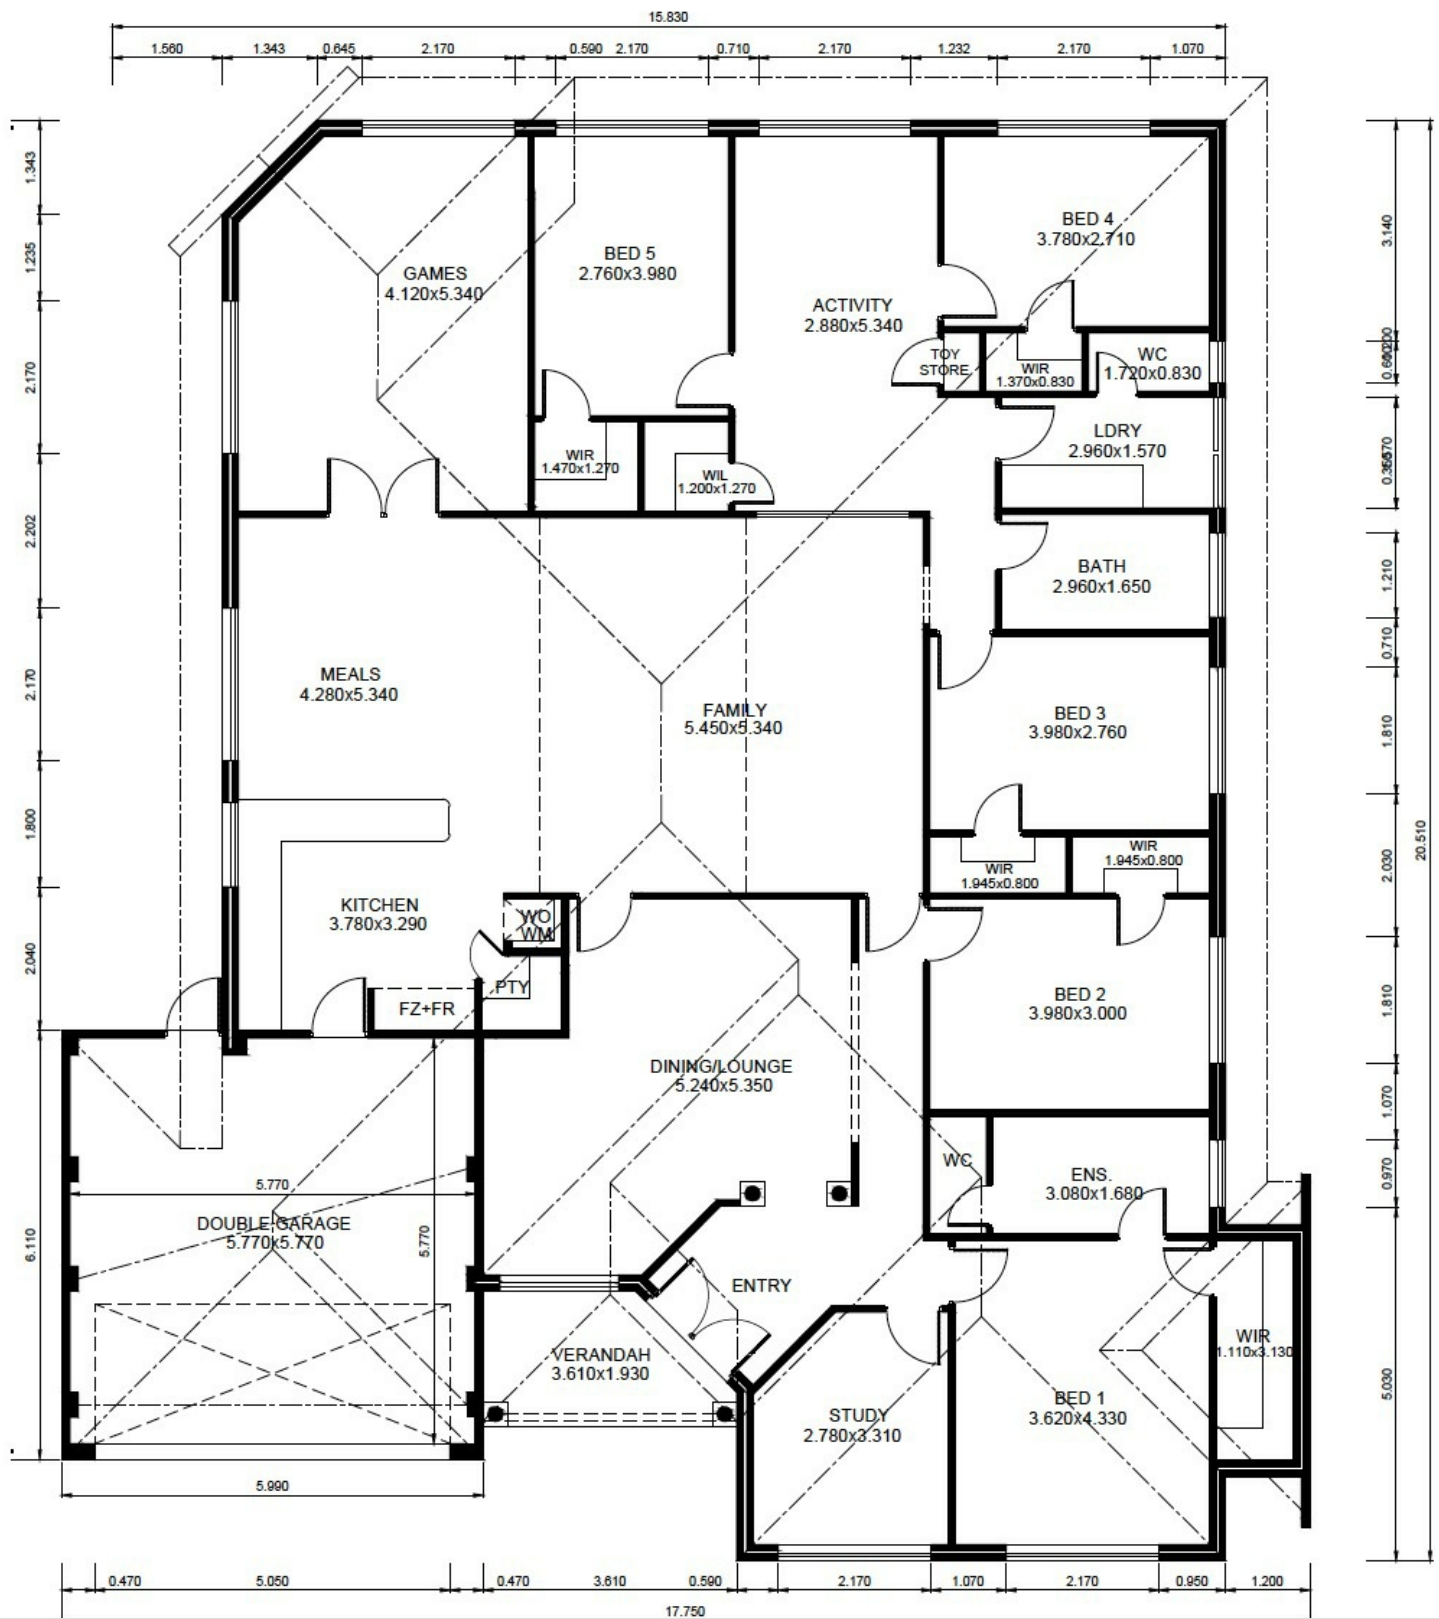 15.830
1.560 1.343 0.645 2.170 0.590 2.170 0.710 2.170 1.232 2.170 1.070
1.343
1.235
2.170
2.202
2.170
1.800
2.040
6.110
BED 4
3.780x2.710
BED 5
2.760x3.980
GAMES
4.120x5.340
ACTIVITY
2.880x5.340
TOY
STORE
WIR
1.370x0.830
WC
1.720x0.830
LDRY
2.960x1.570
WIR
1.470x1.270
WIL
1.200x1.270
BATH
2.960x1.650
MEALS
4.280x5.340
FAMILY
5.450x5.340
BED 3
3.980x2.760
WIR
1.945x0.800
WIR
1.945x0.800
KITCHEN
3.780x3.290
WO
WM
PTY
FZ+FR
BED 2
3.980x3.000
DINING/LOUNGE
5.240x5.350
WC
ENS.
3.080x1.680
5.770
DOUBLE GARAGE
5.770x5.770
5.770
ENTRY
VERANDAH
3.610x1.930
WIR
1.110x3.130
BED 1
3.620x4.330
STUDY
2.780x3.310
3.140
1.210
0.710
1.810
2.030
1.810
1.070
0.970
5.030
20.510
5.990
0.470 5.050 0.470 3.610 0.590 2.170 1.070 2.170 0.950 1.200
17.750